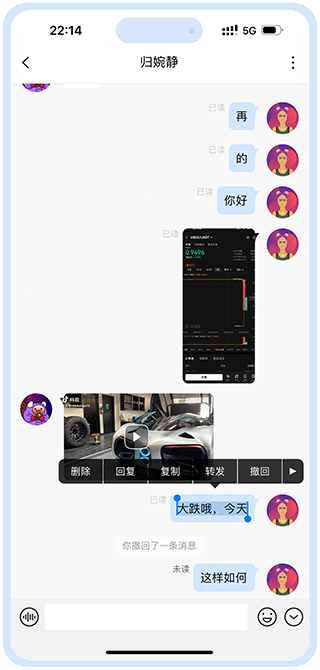 22:14
5G
归婉静
已读
再
已读
的
已读
你好
已读
0.9496
抖音
删除
回复
复制
转发
撤回
已读
大跌哦，今天
你撤回了一条消息
未读
这样如何